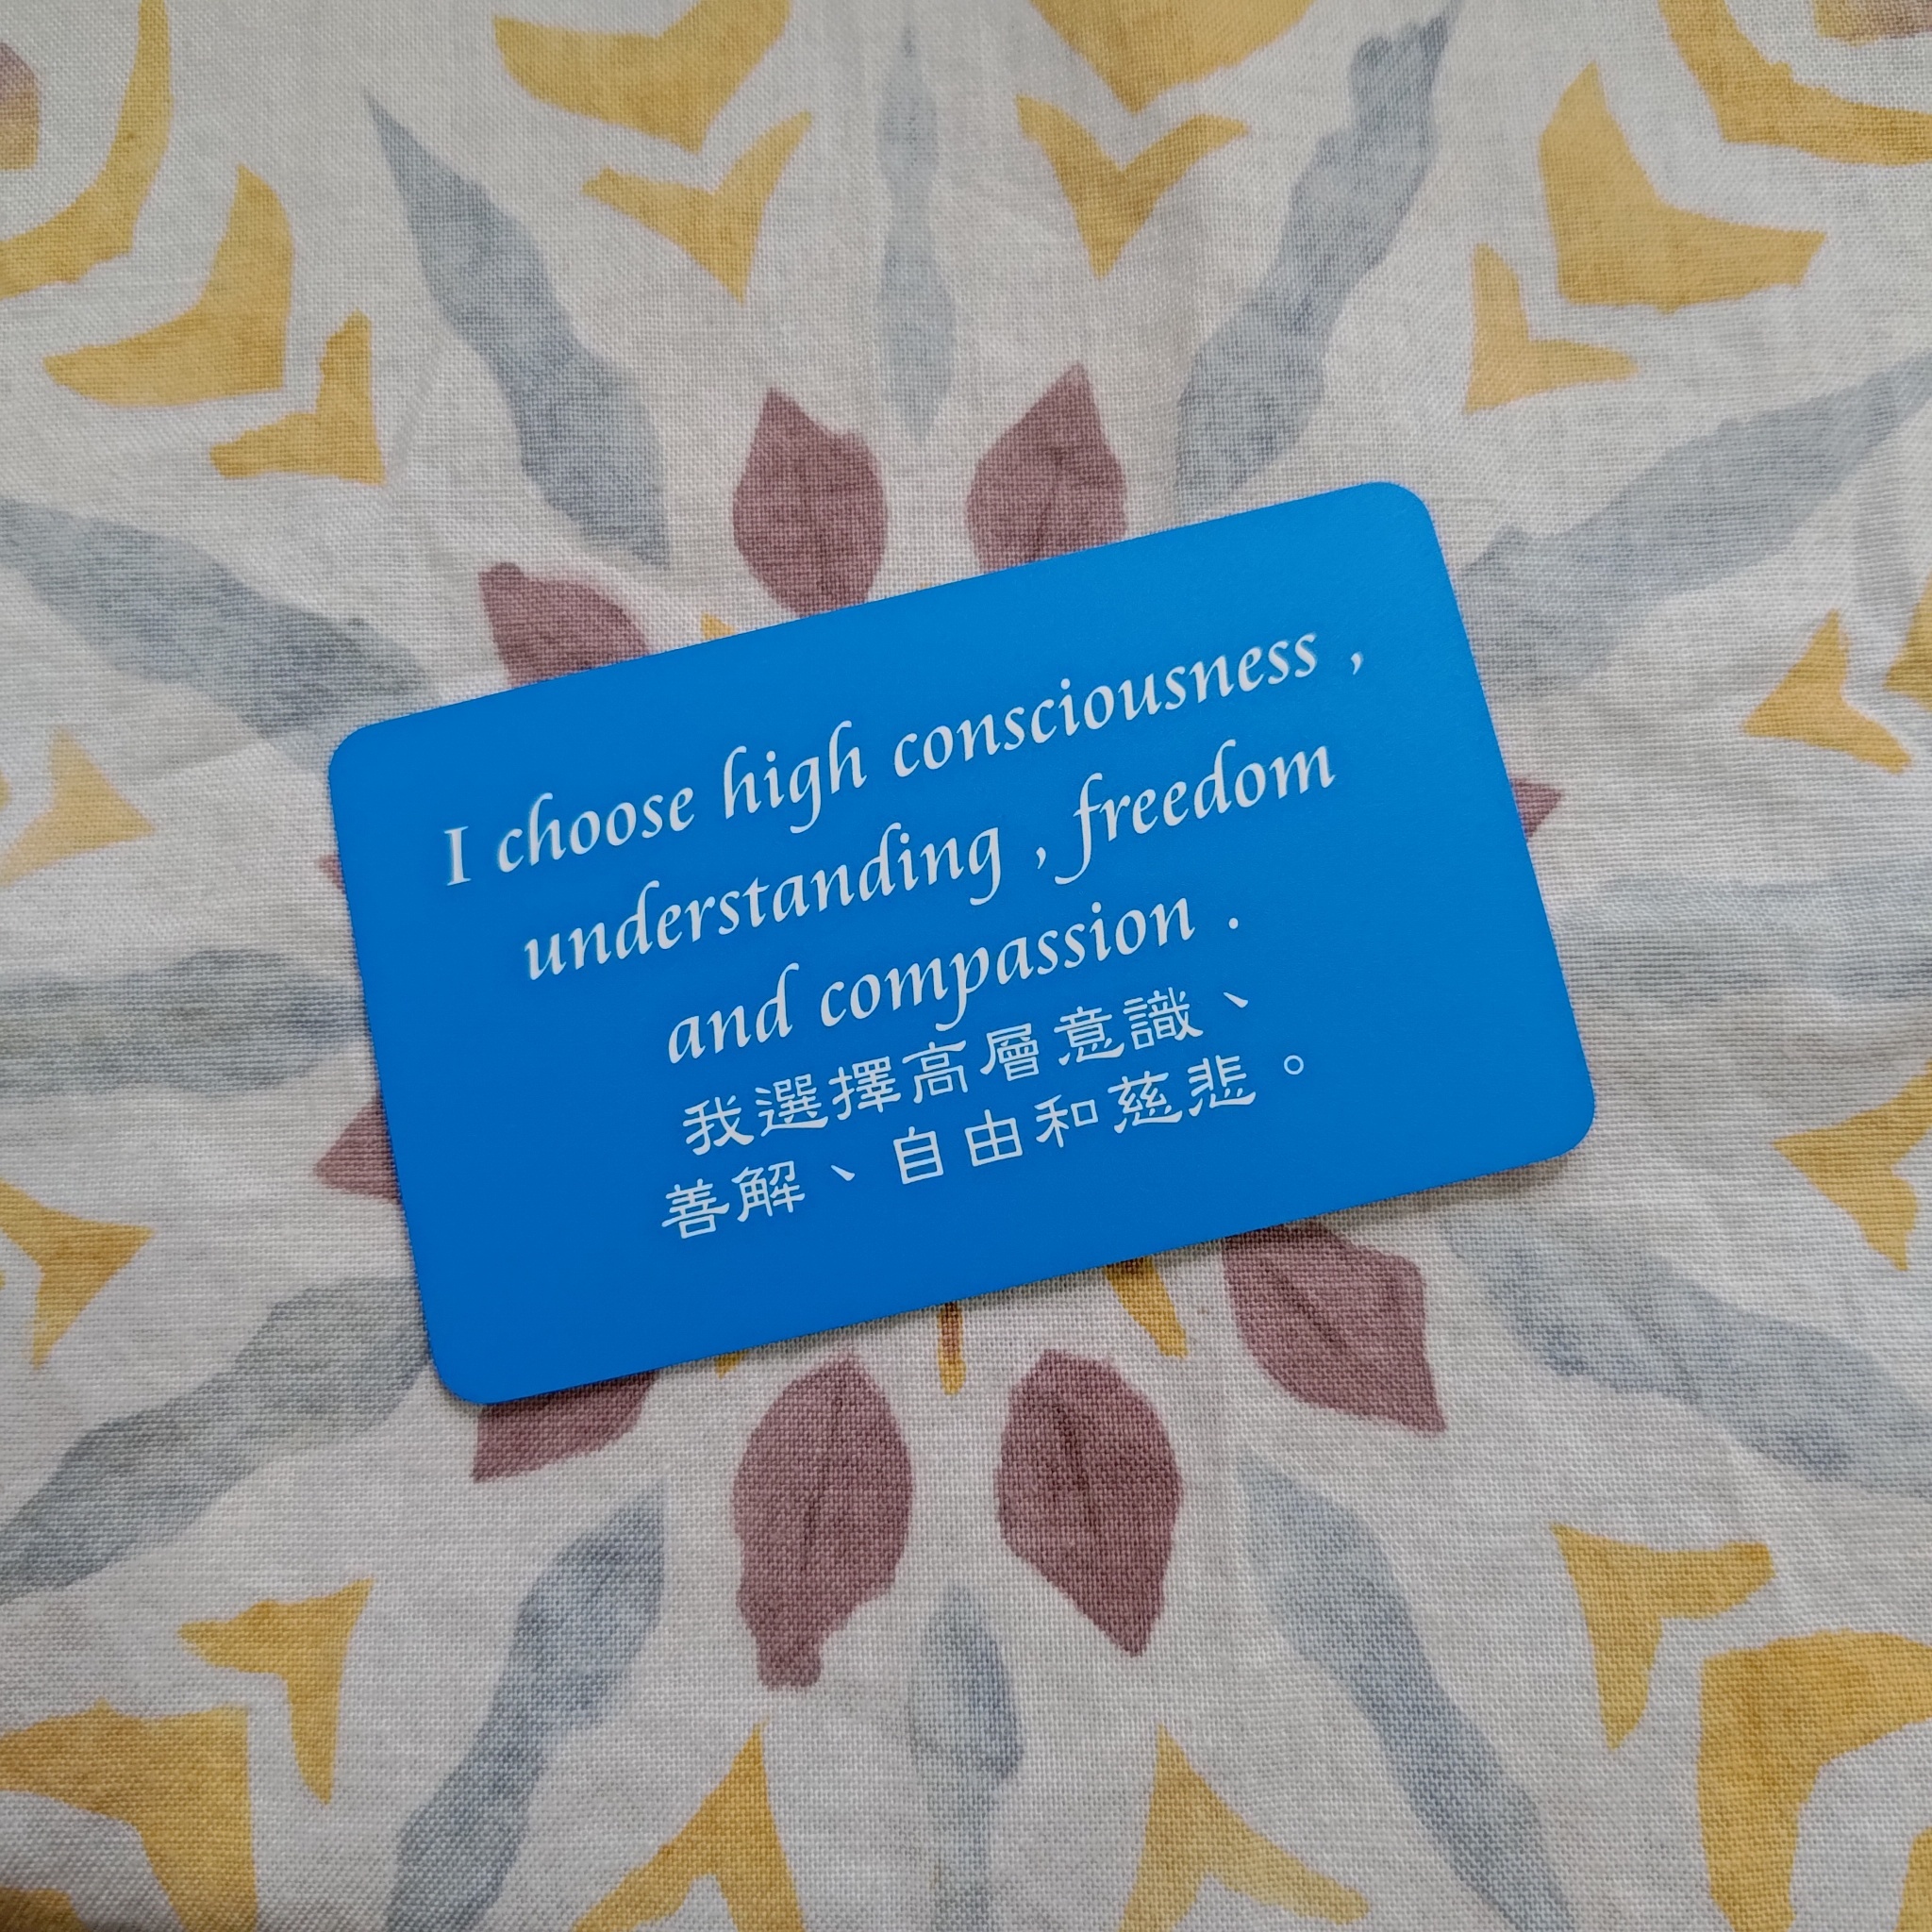 I choose high consciousness ,
understanding , freedom
and compassion .
我選擇高層意識、
善解、自由和慈悲。